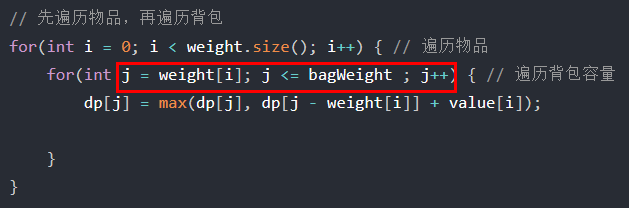 // 先遍历物品，再遍历背包
for(int i = 0; i < weight.size(); i++) { // 遍历物品
    for(int j = weight[i]; j <= bagWeight ; j++) { // 遍历背包容量
        dp[j] = max(dp[j], dp[j - weight[i]] + value[i]);
    }
}